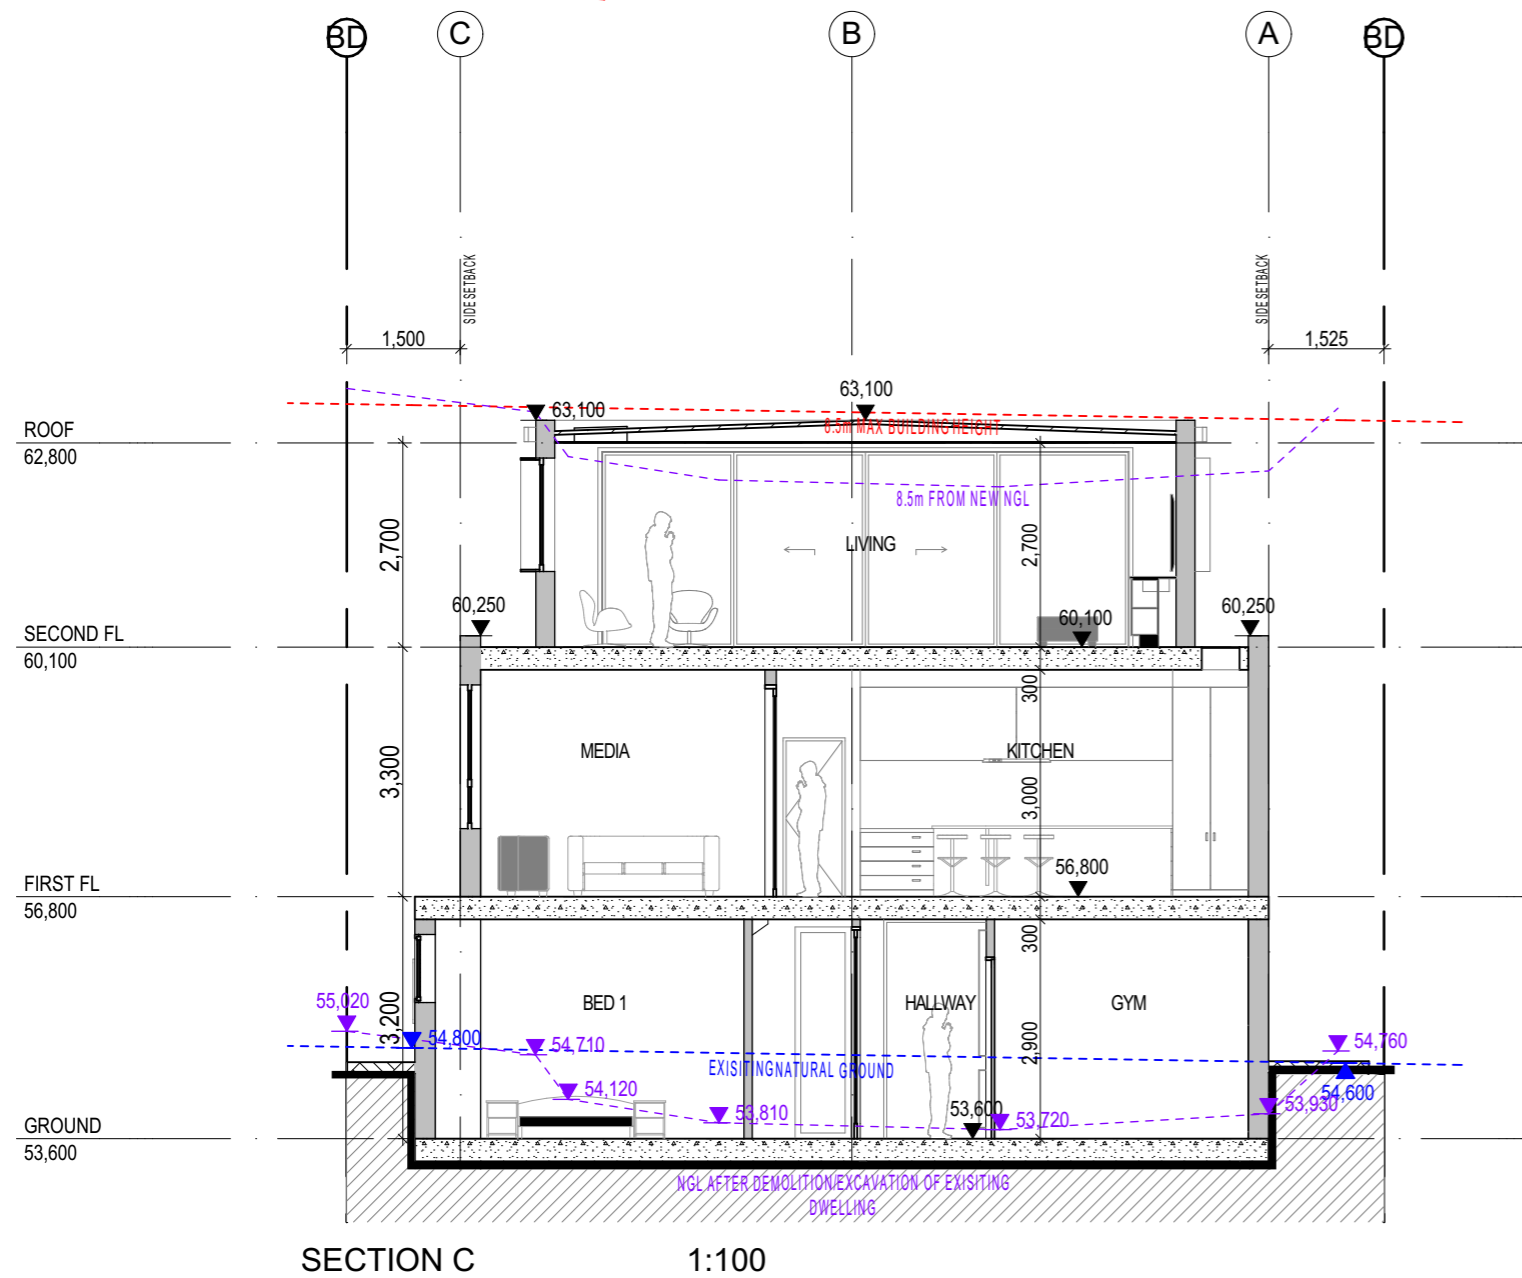 BD
C
B
A
BD
SIDE SETBACK
SIDE SETBACK
1,500
1,525
63,100
63,100
8.5m MAX BUILDING HEIGHT
ROOF
62,800
8.5m FROM NEW NGL
2,700
2,700
LIVING
60,250
60,100
60,250
SECOND FL
60,100
300
MEDIA
KITCHEN
3,300
3,000
56,800
FIRST FL
56,800
300
55,020
BED 1
HALLWAY
GYM
3,200
2,900
54,800
54,710
54,760
EXISITING NATURAL GROUND
54,120
54,600
53,810
53,600
53,720
53,930
GROUND
53,600
NGL AFTER DEMOLITION/EXCAVATION OF EXISITING
DWELLING
SECTION C
1:100